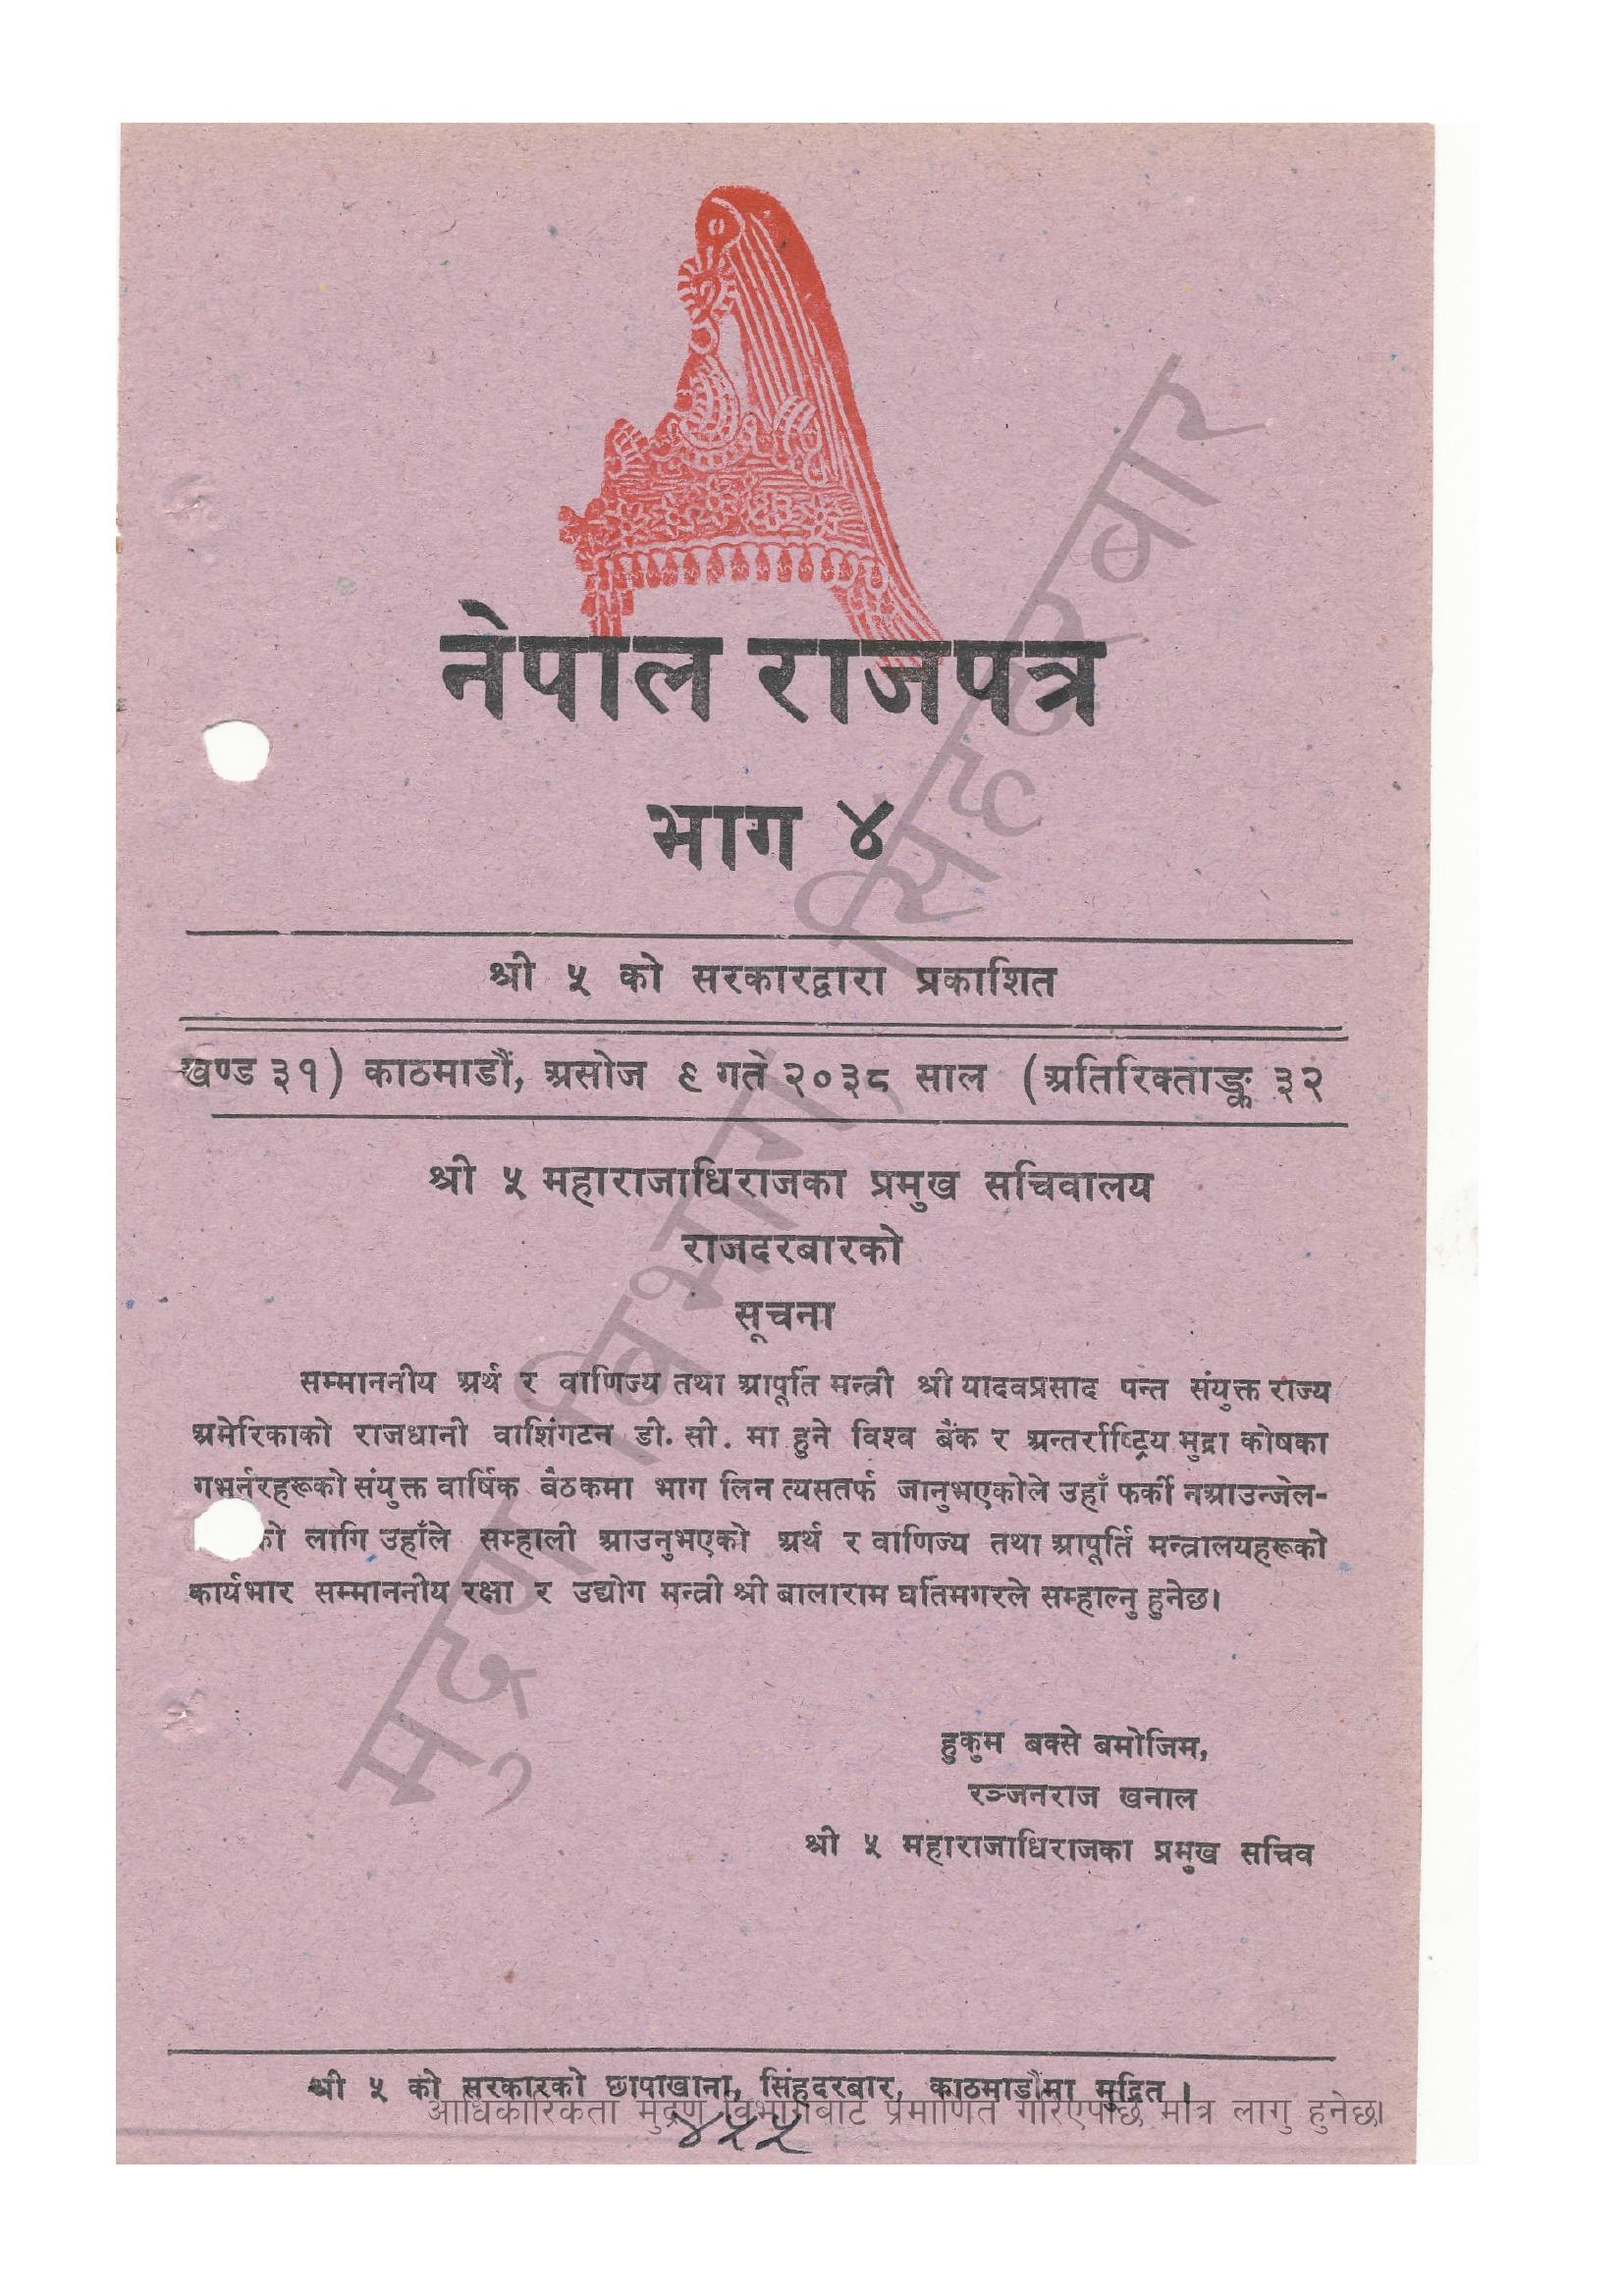 नेपाल राजपत्र
भाग ४
श्री ५ को सरकारद्वारा प्रकाशित
खण्ड ३१) काठमाडौं, असोज ९ गते २०३८ साल (अतिरिक्ताङ्क ३२
श्री ५ महाराजाधिराजका प्रमुख सचिवालय
राजदरबारको
सूचना
सम्माननीय अर्थ र वाणिज्य तथा आपूर्ति मन्त्री श्री यादवप्रसाद पन्त संयुक्त राज्य
अमेरिकाको राजधानी वाशिंगटन डी. सी. मा हुने विश्व बैंक र अन्तर्राष्ट्रिय मुद्रा कोषका
गभर्नरहरूको संयुक्त वार्षिक बैठकमा भाग लिन त्यसतर्फ जानुभएकोले उहाँ फर्की नआउन्जेल-
को लागि उहाँले सम्हाली आउनुभएको अर्थ र वाणिज्य तथा आपूर्ति मन्त्रालयहरूको
कार्यभार सम्माननीय रक्षा र उद्योग मन्त्री श्री बालाराम घर्तिमगरले सम्हाल्नु हुनेछ।
हुकुम बक्से बमोजिम,
रञ्जनराज खनाल
श्री ५ महाराजाधिराजका प्रमुख सचिव
श्री ५ को सरकारको छापाखाना, सिंहदरबार, काठमाडौंमा मुद्रित ।
आधिकारिकता मुद्रण विभागबाट प्रमाणित गरिएपछि मात्र लागु हुनेछ।
४५५
मुद्रण विभाग, सिंहदरबार